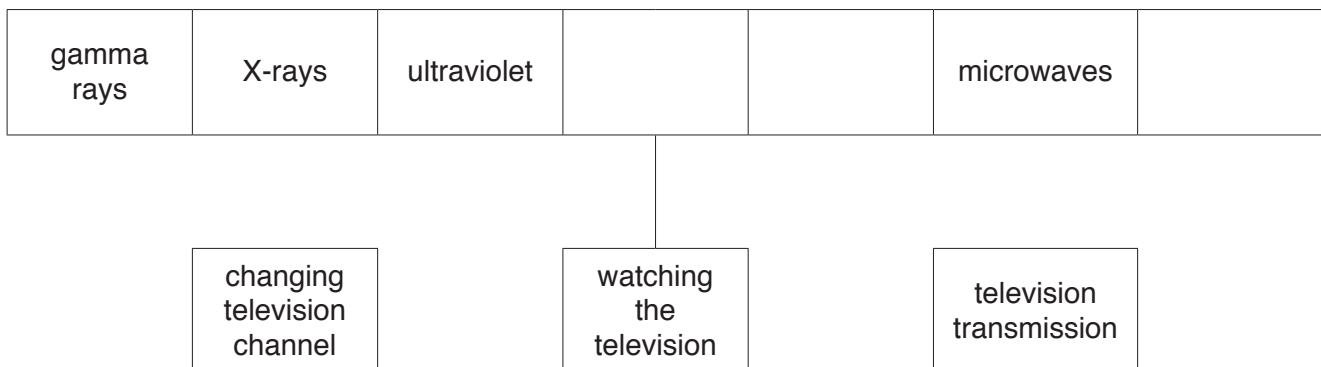 gamma
rays
X-rays
ultraviolet
microwaves
changing
television
channel
watching
the
television
television
transmission